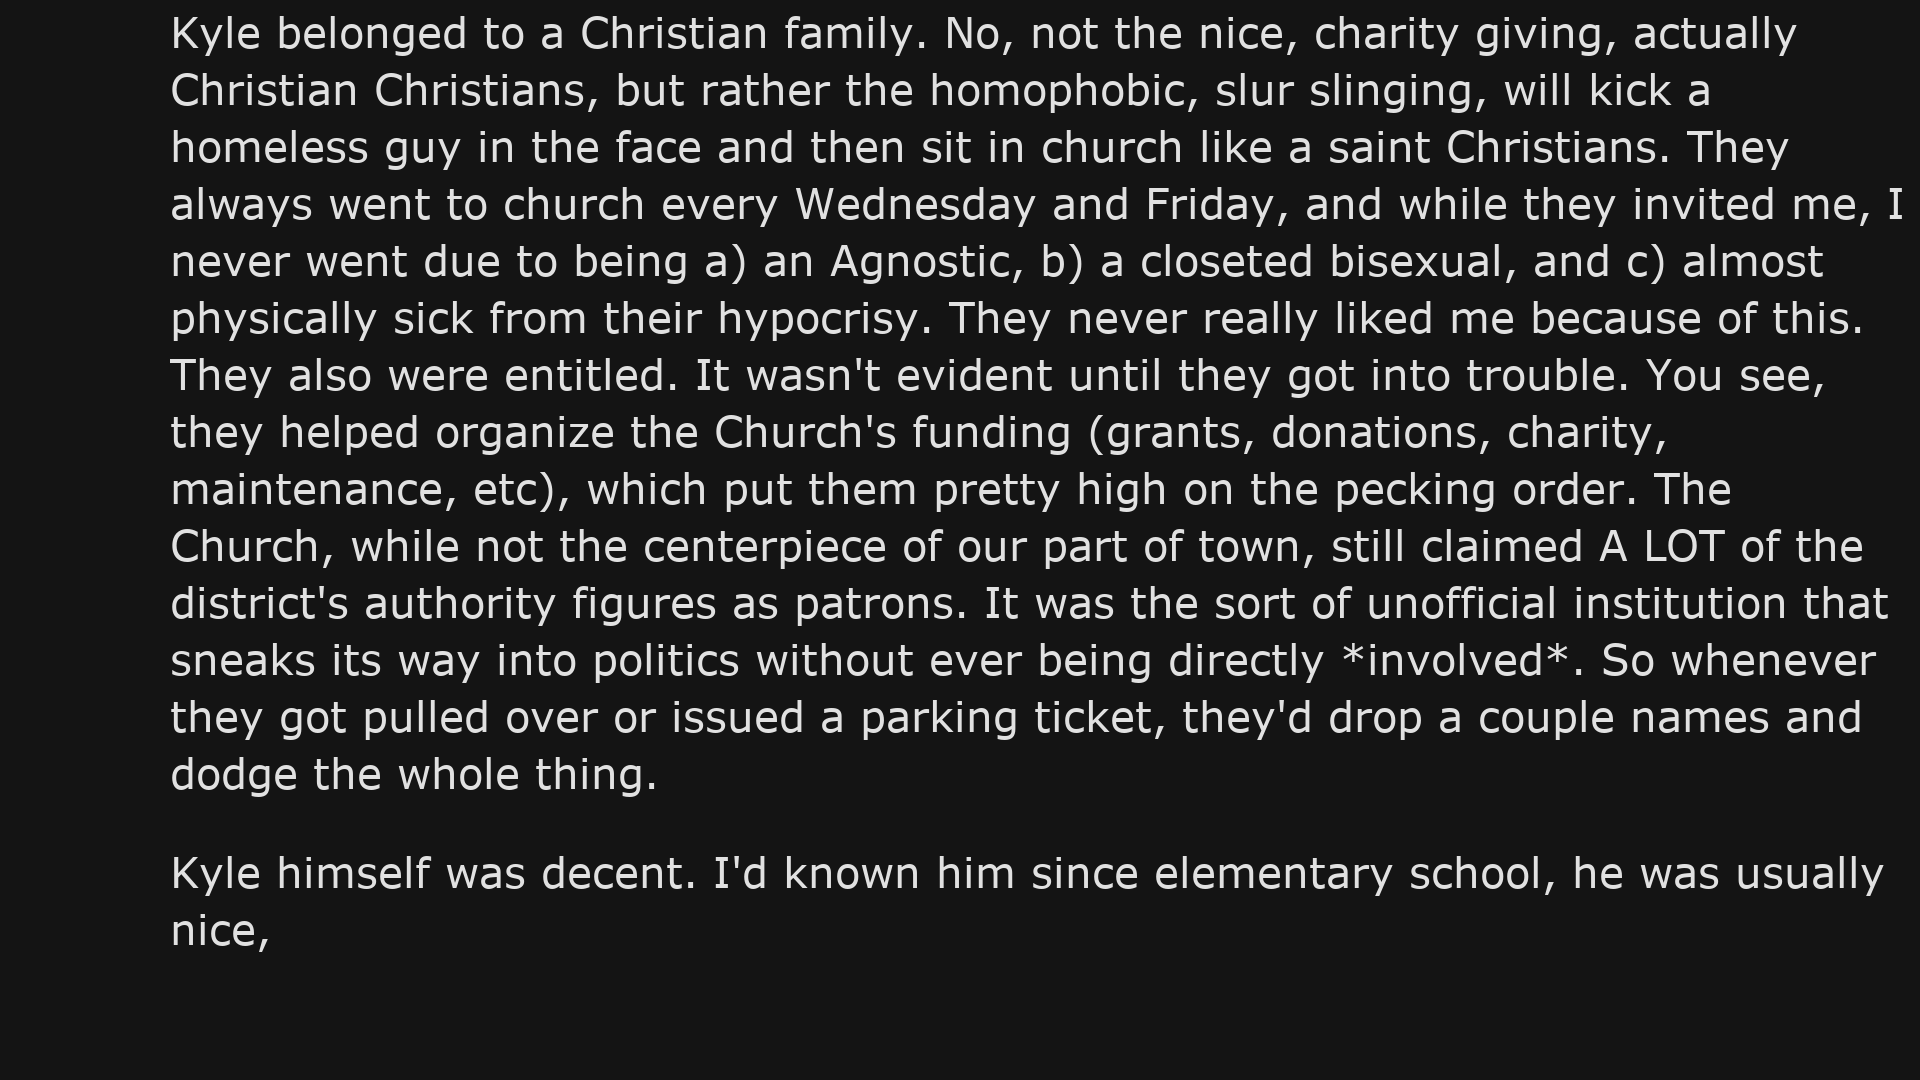 Kyle belonged to a Christian family. No, not the nice, charity giving, actually
Christian Christians, but rather the homophobic, slur slinging, will kick a
homeless guy in the face and then sit in church like a saint Christians. They
always went to church every Wednesday and Friday, and while they invited me, I
never went due to being a) an Agnostic, b) a closeted bisexual, and c) almost
physically sick from their hypocrisy. They never really liked me because of this.
They also were entitled. It wasn't evident until they got into trouble. You see,
they helped organize the Church's funding (grants, donations, charity,
maintenance, etc), which put them pretty high on the pecking order. The
Church, while not the centerpiece of our part of town, still claimed A LOT of the
district's authority figures as patrons. It was the sort of unofficial institution that
sneaks its way into politics without ever being directly *involved*. So whenever
they got pulled over or issued a parking ticket, they'd drop a couple names and
dodge the whole thing.
Kyle himself was decent. I'd known him since elementary school, he was usually
nice,